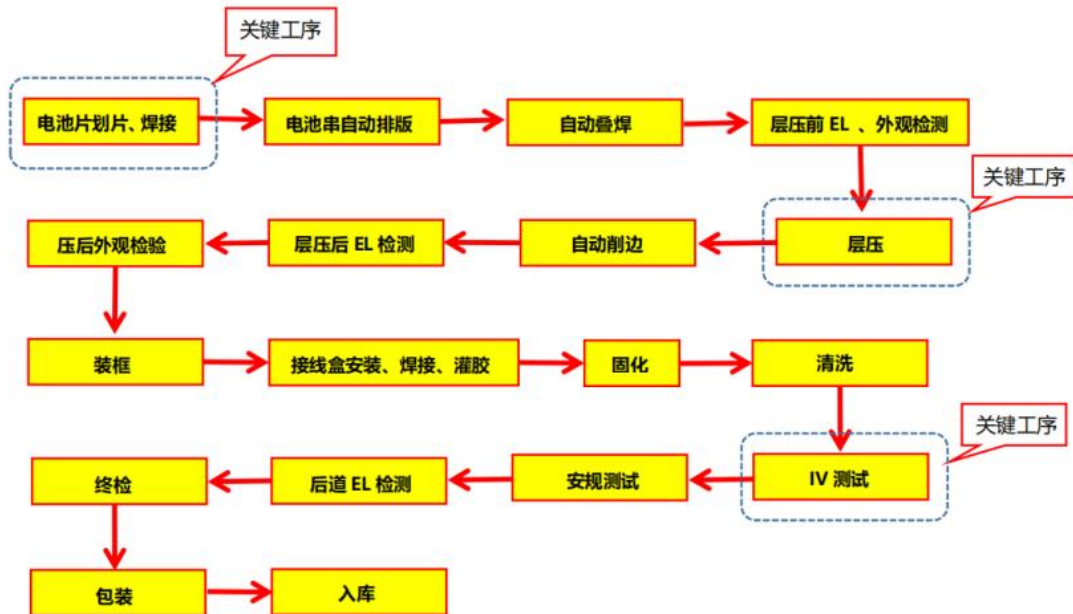 关键工序
电池片划片、焊接
电池串自动排版
自动叠焊
层压前 EL 、外观检测
关键工序
层压
自动削边
层压后 EL 检测
压后外观检验
装框
接线盒安装、焊接、灌胶
固化
清洗
关键工序
IV 测试
安规测试
后道 EL 检测
终检
包装
入库